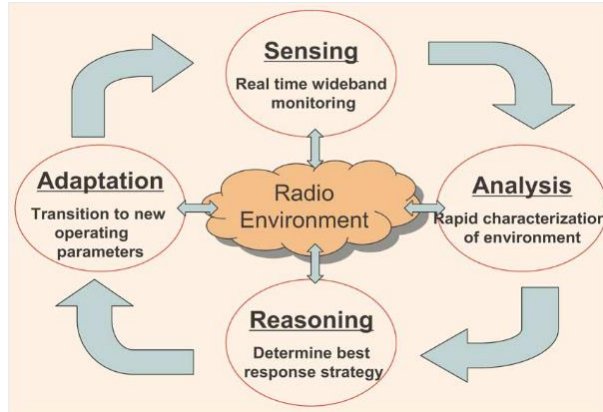 Sensing
Real time wideband
monitoring
Adaptation
Transition to new
operating
parameters
Radio
Environment
Analysis
Rapid characterization
of environment
Reasoning
Determine best
response strategy